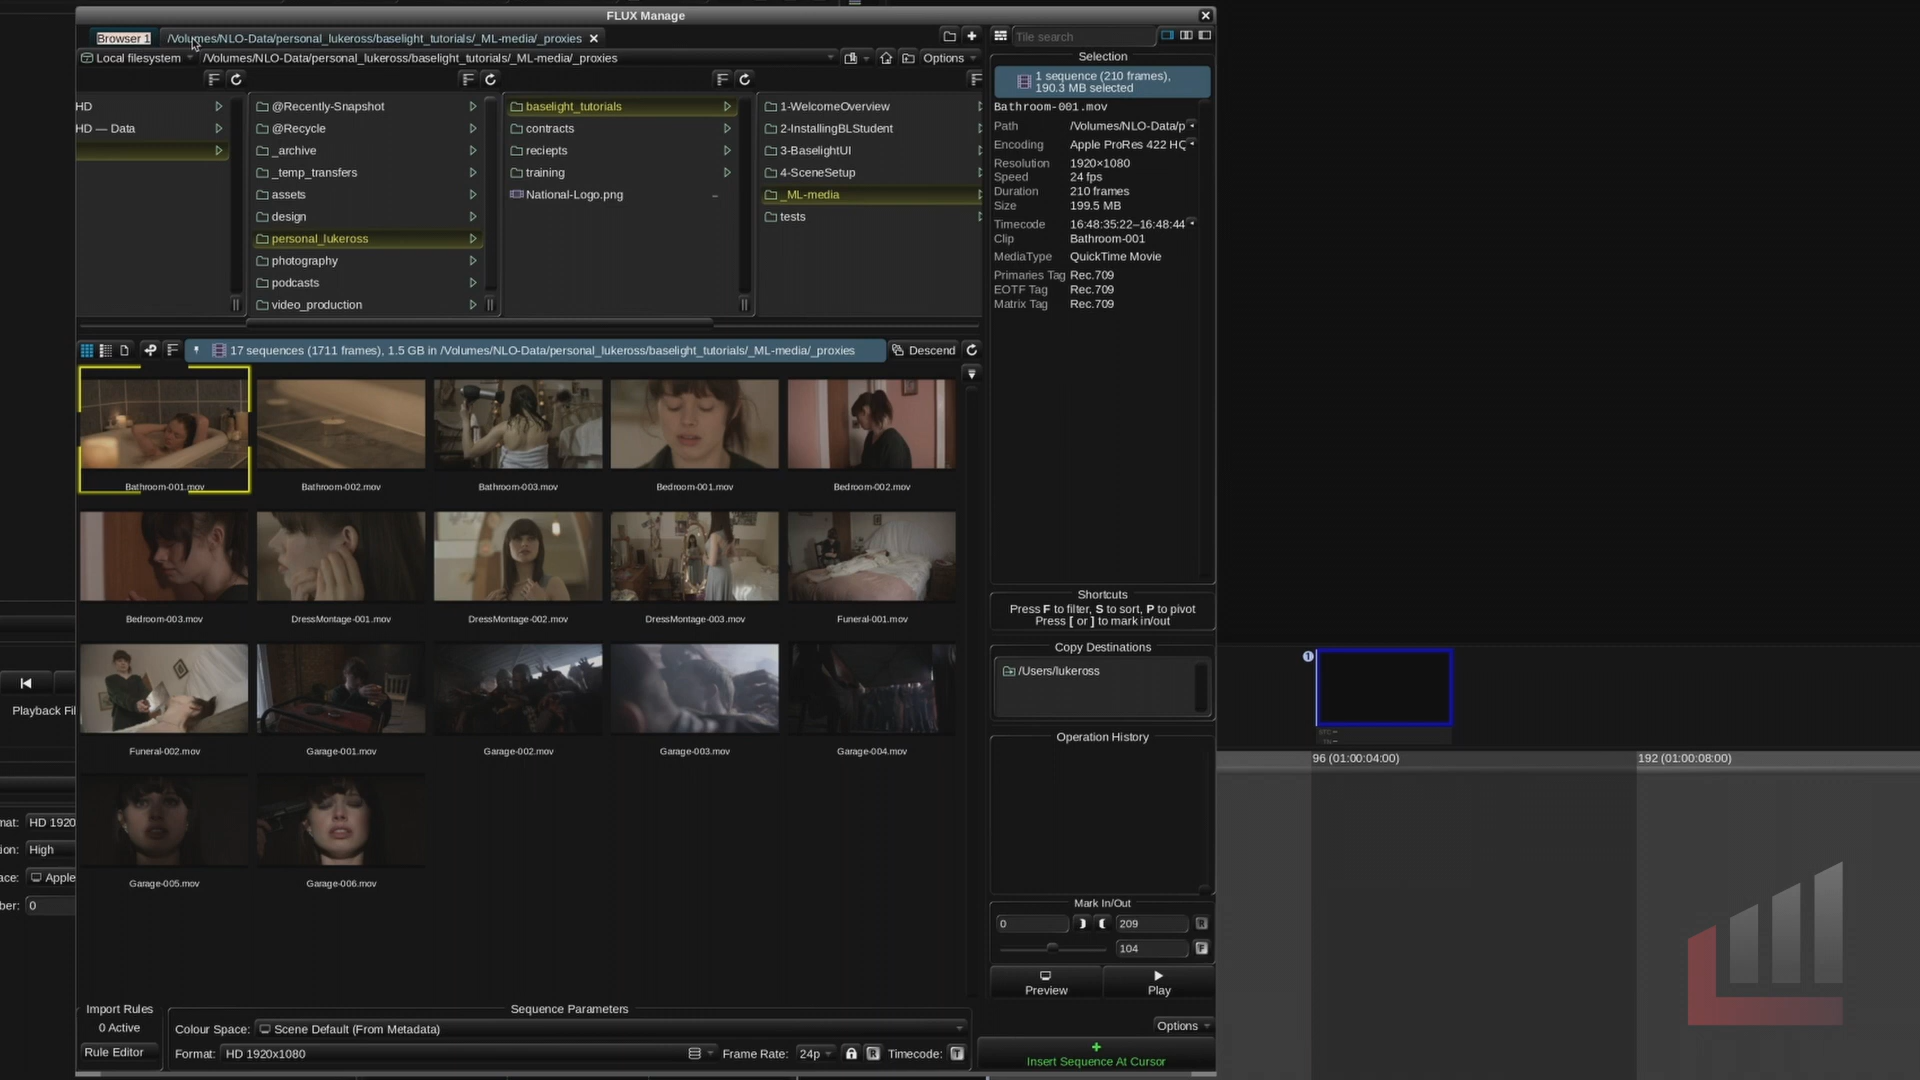 FLUX Manage
Browser 1 /Volumes/NLO-Data/personal_lukeross/baselight_tutorials/_ML-media/_proxies
Local filesystem /Volumes/NLO-Data/personal_lukeross/baselight_tutorials/_ML-media/_proxies Options
HD
HD — Data
@Recently-Snapshot
@Recycle
_archive
_temp_transfers
assets
design
personal_lukeross
photography
podcasts
video_production
baselight_tutorials
contracts
reciepts
training
National-Logo.png
1-WelcomeOverview
2-InstallingBLStudent
3-BaselightUI
4-SceneSetup
_ML-media
tests
17 sequences (1711 frames), 1.5 GB in /Volumes/NLO-Data/personal_lukeross/baselight_tutorials/_ML-media/_proxies
Descend
Bathroom-001.mov
Bathroom-002.mov
Bathroom-003.mov
Bedroom-001.mov
Bedroom-002.mov
Bedroom-003.mov
DressMontage-001.mov
DressMontage-002.mov
DressMontage-003.mov
Funeral-001.mov
Funeral-002.mov
Garage-001.mov
Garage-002.mov
Garage-003.mov
Garage-004.mov
Garage-005.mov
Garage-006.mov
Tile search
Selection
1 sequence (210 frames),
190.3 MB selected
Bathroom-001.mov
Path /Volumes/NLO-Data/p
Encoding Apple ProRes 422 HQ
Resolution 1920×1080
Speed 24 fps
Duration 210 frames
Size 199.5 MB
Timecode 16:48:35:22–16:48:44
Clip Bathroom-001
MediaType QuickTime Movie
Primaries Tag Rec.709
EOTF Tag Rec.709
Matrix Tag Rec.709
Shortcuts
Press F to filter, S to sort, P to pivot
Press [ or ] to mark in/out
Copy Destinations
/Users/lukeross
Operation History
Mark In/Out
0 209 R
104 F
Preview
Play
Options
Insert Sequence At Cursor
Import Rules
0 Active
Rule Editor
Sequence Parameters
Colour Space: Scene Default (From Metadata)
Format: HD 1920x1080 Frame Rate: 24p R Timecode: T
Playback Fil
mat: HD 1920
ion: High
ace: Apple
ber: 0
1
96 (01:00:04:00)
192 (01:00:08:00)